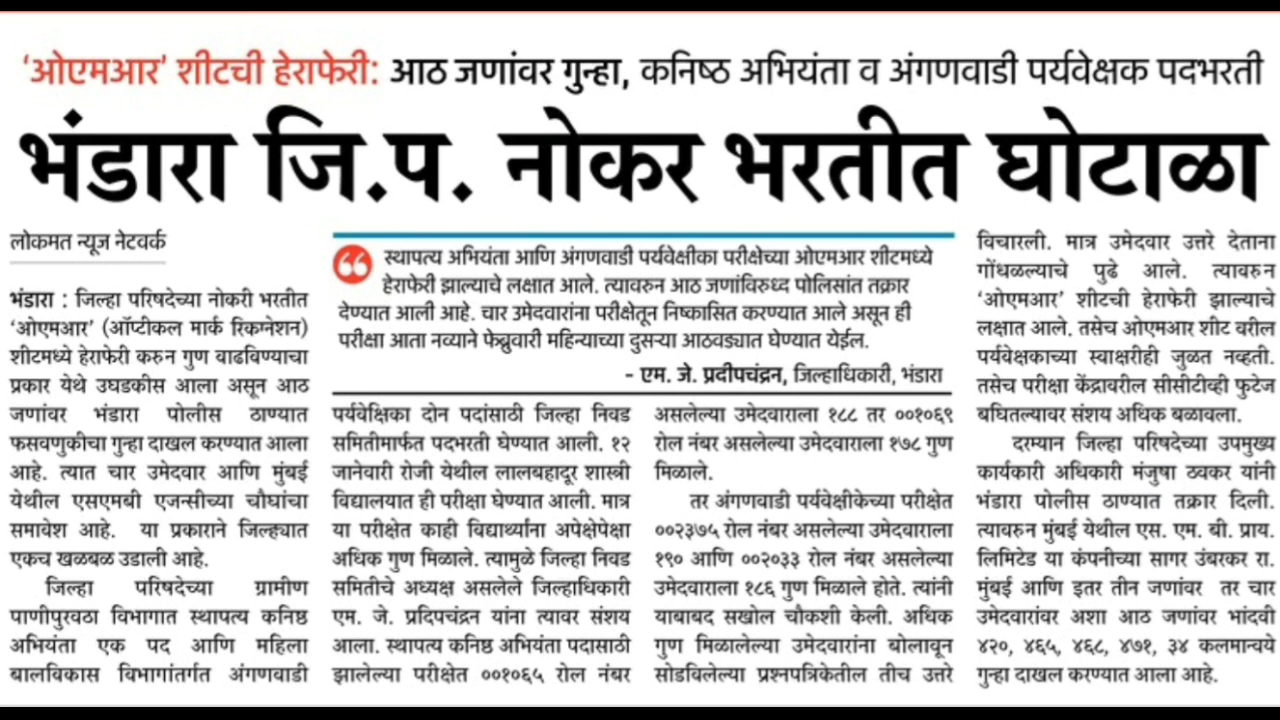 ‘ओएमआर’ शीटची हेराफेरी: आठ जणांवर गुन्हा, कनिष्ठ अभियंता व अंगणवाडी पर्यवेक्षक पदभरती
भंडारा जि.प. नोकर भरतीत घोटाळा
लोकमत न्यूज नेटवर्क
भंडारा : जिल्हा परिषदेच्या नोकरी भरतीत
‘ओएमआर’ (ऑप्टीकल मार्क रिकग्नेशन)
शीटमध्ये हेराफेरी करुन गुण वाढविण्याचा
प्रकार येथे उघडकीस आला असून आठ
जणांवर भंडारा पोलीस ठाण्यात
फसवणुकीचा गुन्हा दाखल करण्यात आला
आहे. त्यात चार उमेदवार आणि मुंबई
येथील एसएमबी एजन्सीच्या चौघांचा
समावेश आहे. या प्रकाराने जिल्ह्यात
एकच खळबळ उडाली आहे.
जिल्हा परिषदेच्या ग्रामीण
पाणीपुरवठा विभागात स्थापत्य कनिष्ठ
अभियंता एक पद आणि महिला
बालविकास विभागांतर्गत अंगणवाडी
स्थापत्य अभियंता आणि अंगणवाडी पर्यवेक्षीका परीक्षेच्या ओएमआर शीटमध्ये
हेराफेरी झाल्याचे लक्षात आले. त्यावरुन आठ जणांविरुध्द पोलिसांत तक्रार
देण्यात आली आहे. चार उमेदवारांना परीक्षेतून निष्कासित करण्यात आले असून ही
परीक्षा आता नव्याने फेब्रुवारी महिन्याच्या दुसऱ्या आठवड्यात घेण्यात येईल.
- एम. जे. प्रदीपचंद्रन, जिल्हाधिकारी, भंडारा
पर्यवेक्षिका दोन पदांसाठी जिल्हा निवड
समितीमार्फत पदभरती घेण्यात आली. १२
जानेवारी रोजी येथील लालबहादूर शास्त्री
विद्यालयात ही परीक्षा घेण्यात आली. मात्र
या परीक्षेत काही विद्यार्थ्यांना अपेक्षेपेक्षा
अधिक गुण मिळाले. त्यामुळे जिल्हा निवड
समितीचे अध्यक्ष असलेले जिल्हाधिकारी
एम. जे. प्रदिपचंद्रन यांना त्यावर संशय
आला. स्थापत्य कनिष्ठ अभियंता पदासाठी
झालेल्या परीक्षेत ००१०६५ रोल नंबर
असलेल्या उमेदवाराला १८८ तर ००१०६९
रोल नंबर असलेल्या उमेदवाराला १७८ गुण
मिळाले.
तर अंगणवाडी पर्यवेक्षीकेच्या परीक्षेत
००२३७५ रोल नंबर असलेल्या उमेदवाराला
१९० आणि ००२०३३ रोल नंबर असलेल्या
उमेदवाराला १८६ गुण मिळाले होते. त्यांनी
याबाबद सखोल चौकशी केली. अधिक
गुण मिळालेल्या उमेदवारांना बोलावून
सोडविलेल्या प्रश्नपत्रिकेतील तीच उत्तरे
विचारली. मात्र उमेदवार उत्तरे देताना
गोंधळल्याचे पुढे आले. त्यावरुन
‘ओएमआर’ शीटची हेराफेरी झाल्याचे
लक्षात आले. तसेच ओएमआर शीट वरील
पर्यवेक्षकाच्या स्वाक्षरीही जुळत नव्हती.
तसेच परीक्षा केंद्रावरील सीसीटीव्ही फुटेज
बघितल्यावर संशय अधिक बळावला.
दरम्यान जिल्हा परिषदेच्या उपमुख्य
कार्यकारी अधिकारी मंजुषा ठवकर यांनी
भंडारा पोलीस ठाण्यात तक्रार दिली.
त्यावरुन मुंबई येथील एस. एम. बी. प्राय.
लिमिटेड या कंपनीच्या सागर उंबरकर रा.
मुंबई आणि इतर तीन जणांवर तर चार
उमेदवारांवर अशा आठ जणांवर भांदवी
४२०, ४६५, ४६८, ४७१, ३४ कलमान्वये
गुन्हा दाखल करण्यात आला आहे.